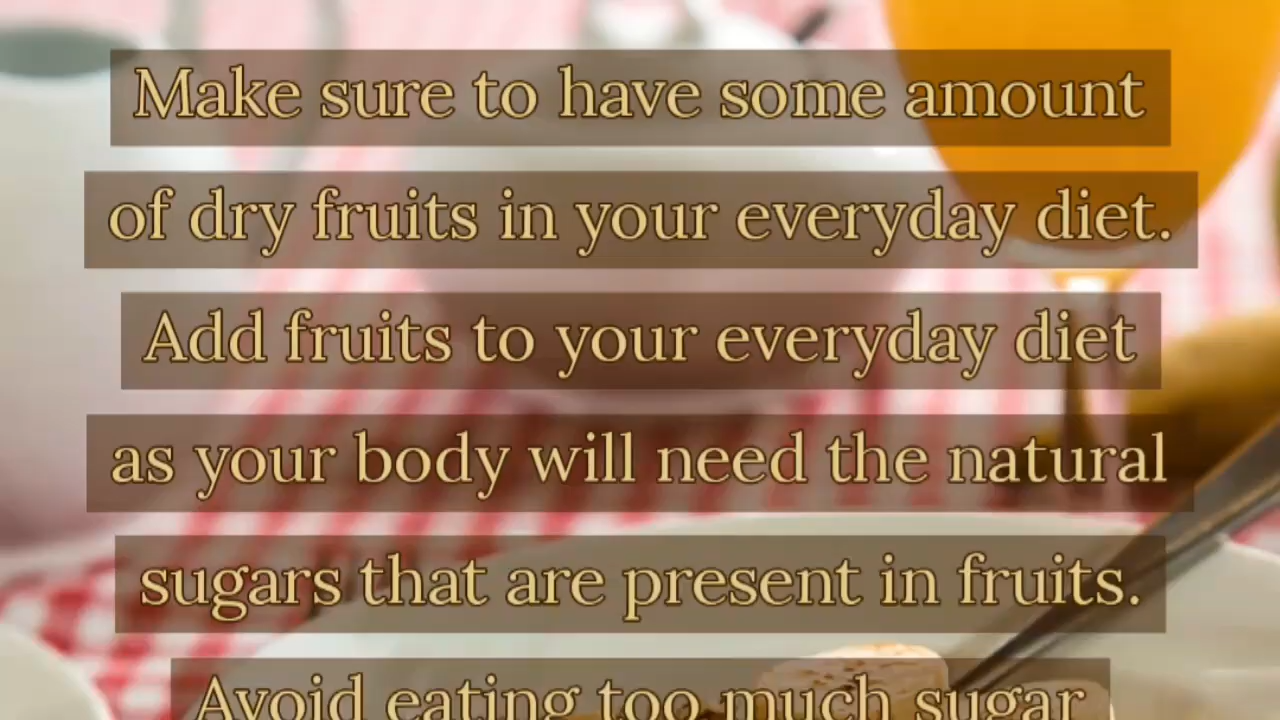 Make sure to have some amount
of dry fruits in your everyday diet.
Add fruits to your everyday diet
as your body will need the natural
sugars that are present in fruits.
Avoid eating too much sugar